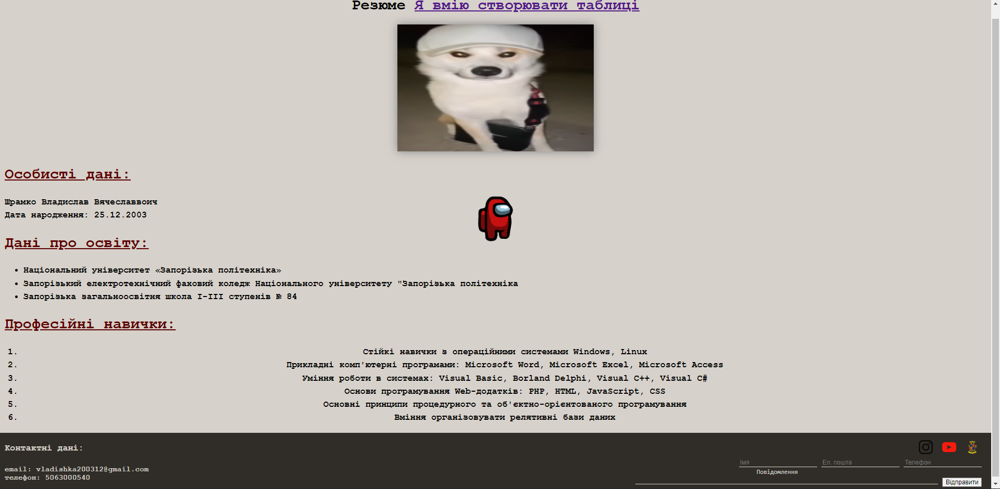 Резюме Я вмію створювати таблиці
Особисті дані:
Шрамко Владислав Вячеславвоич
Дата народження: 25.12.2003
Дані про освіту:
• Національний університет «Запорізька політехніка»
• Запорізький електротехнічний фаховий коледж Національного університету "Запорізька політехніка
• Запорізька загальноосвітня школа I-III ступенів № 84
Професійні навички:
1. Стійкі навички з операційними системами Windows, Linux
2. Прикладні комп'ютерні програмами: Microsoft Word, Microsoft Excel, Microsoft Access
3. Уміння роботи в системах: Visual Basic, Borland Delphi, Visual C++, Visual C#
4. Основи програмування Web-додатків: PHP, HTML, JavaScript, CSS
5. Основні принципи процедурного та об'єктно-орієнтованого програмування
6. Вміння організовувати релятивні бази даних
Контактні дані:
email: vladishka200312@gmail.com
телефон: 5063000540
Імя Ел. пошта Телефон
Повідомлення
Відправити